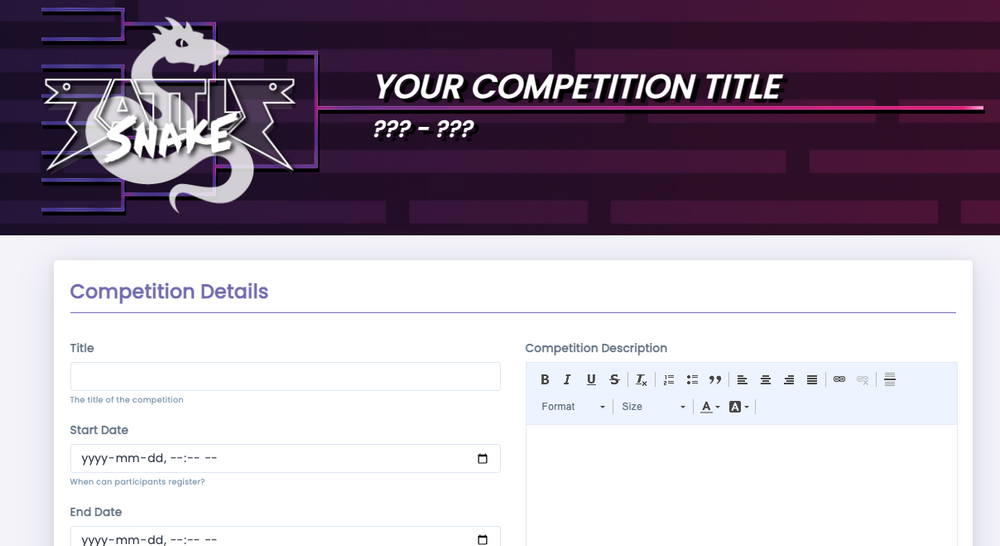 BATTLE
SNAKE
YOUR COMPETITION TITLE
??? – ???
Competition Details
Title
The title of the competition
Start Date
yyyy-mm-dd, --:-- --
When can participants register?
End Date
yyyy-mm-dd, --:-- --
Competition Description
B I U S Tx
Format Size A A